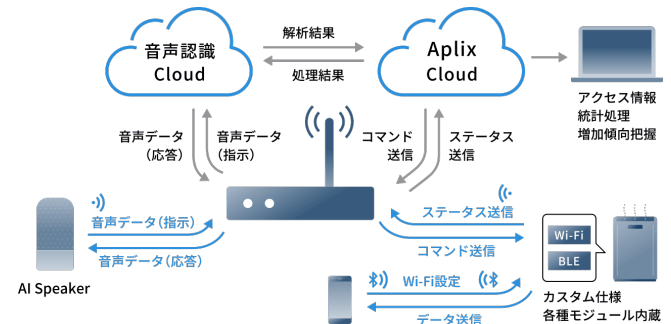 音声認識
Cloud
解析結果
処理結果
Aplix
Cloud
アクセス情報
統計処理
増加傾向把握
音声データ
（応答）
音声データ
（指示）
コマンド
送信
ステータス
送信
音声データ（指示）
音声データ（応答）
AI Speaker
ステータス送信
コマンド送信
Wi-Fi
BLE
Wi-Fi設定
データ送信
カスタム仕様
各種モジュール内蔵